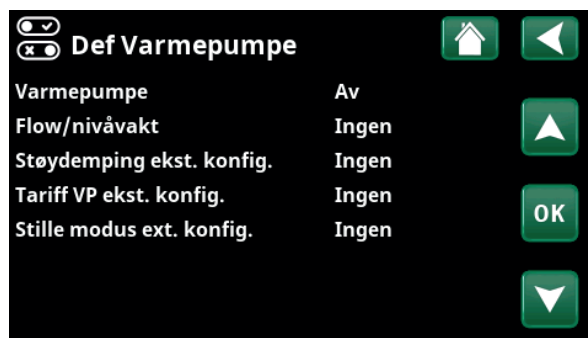 Def Varmepumpe
Varmepumpe Av
Flow/nivåvakt Ingen
Støydemping ekst. konfig. Ingen
Tariff VP ekst. konfig. Ingen
Stille modus ext. konfig. Ingen
OK